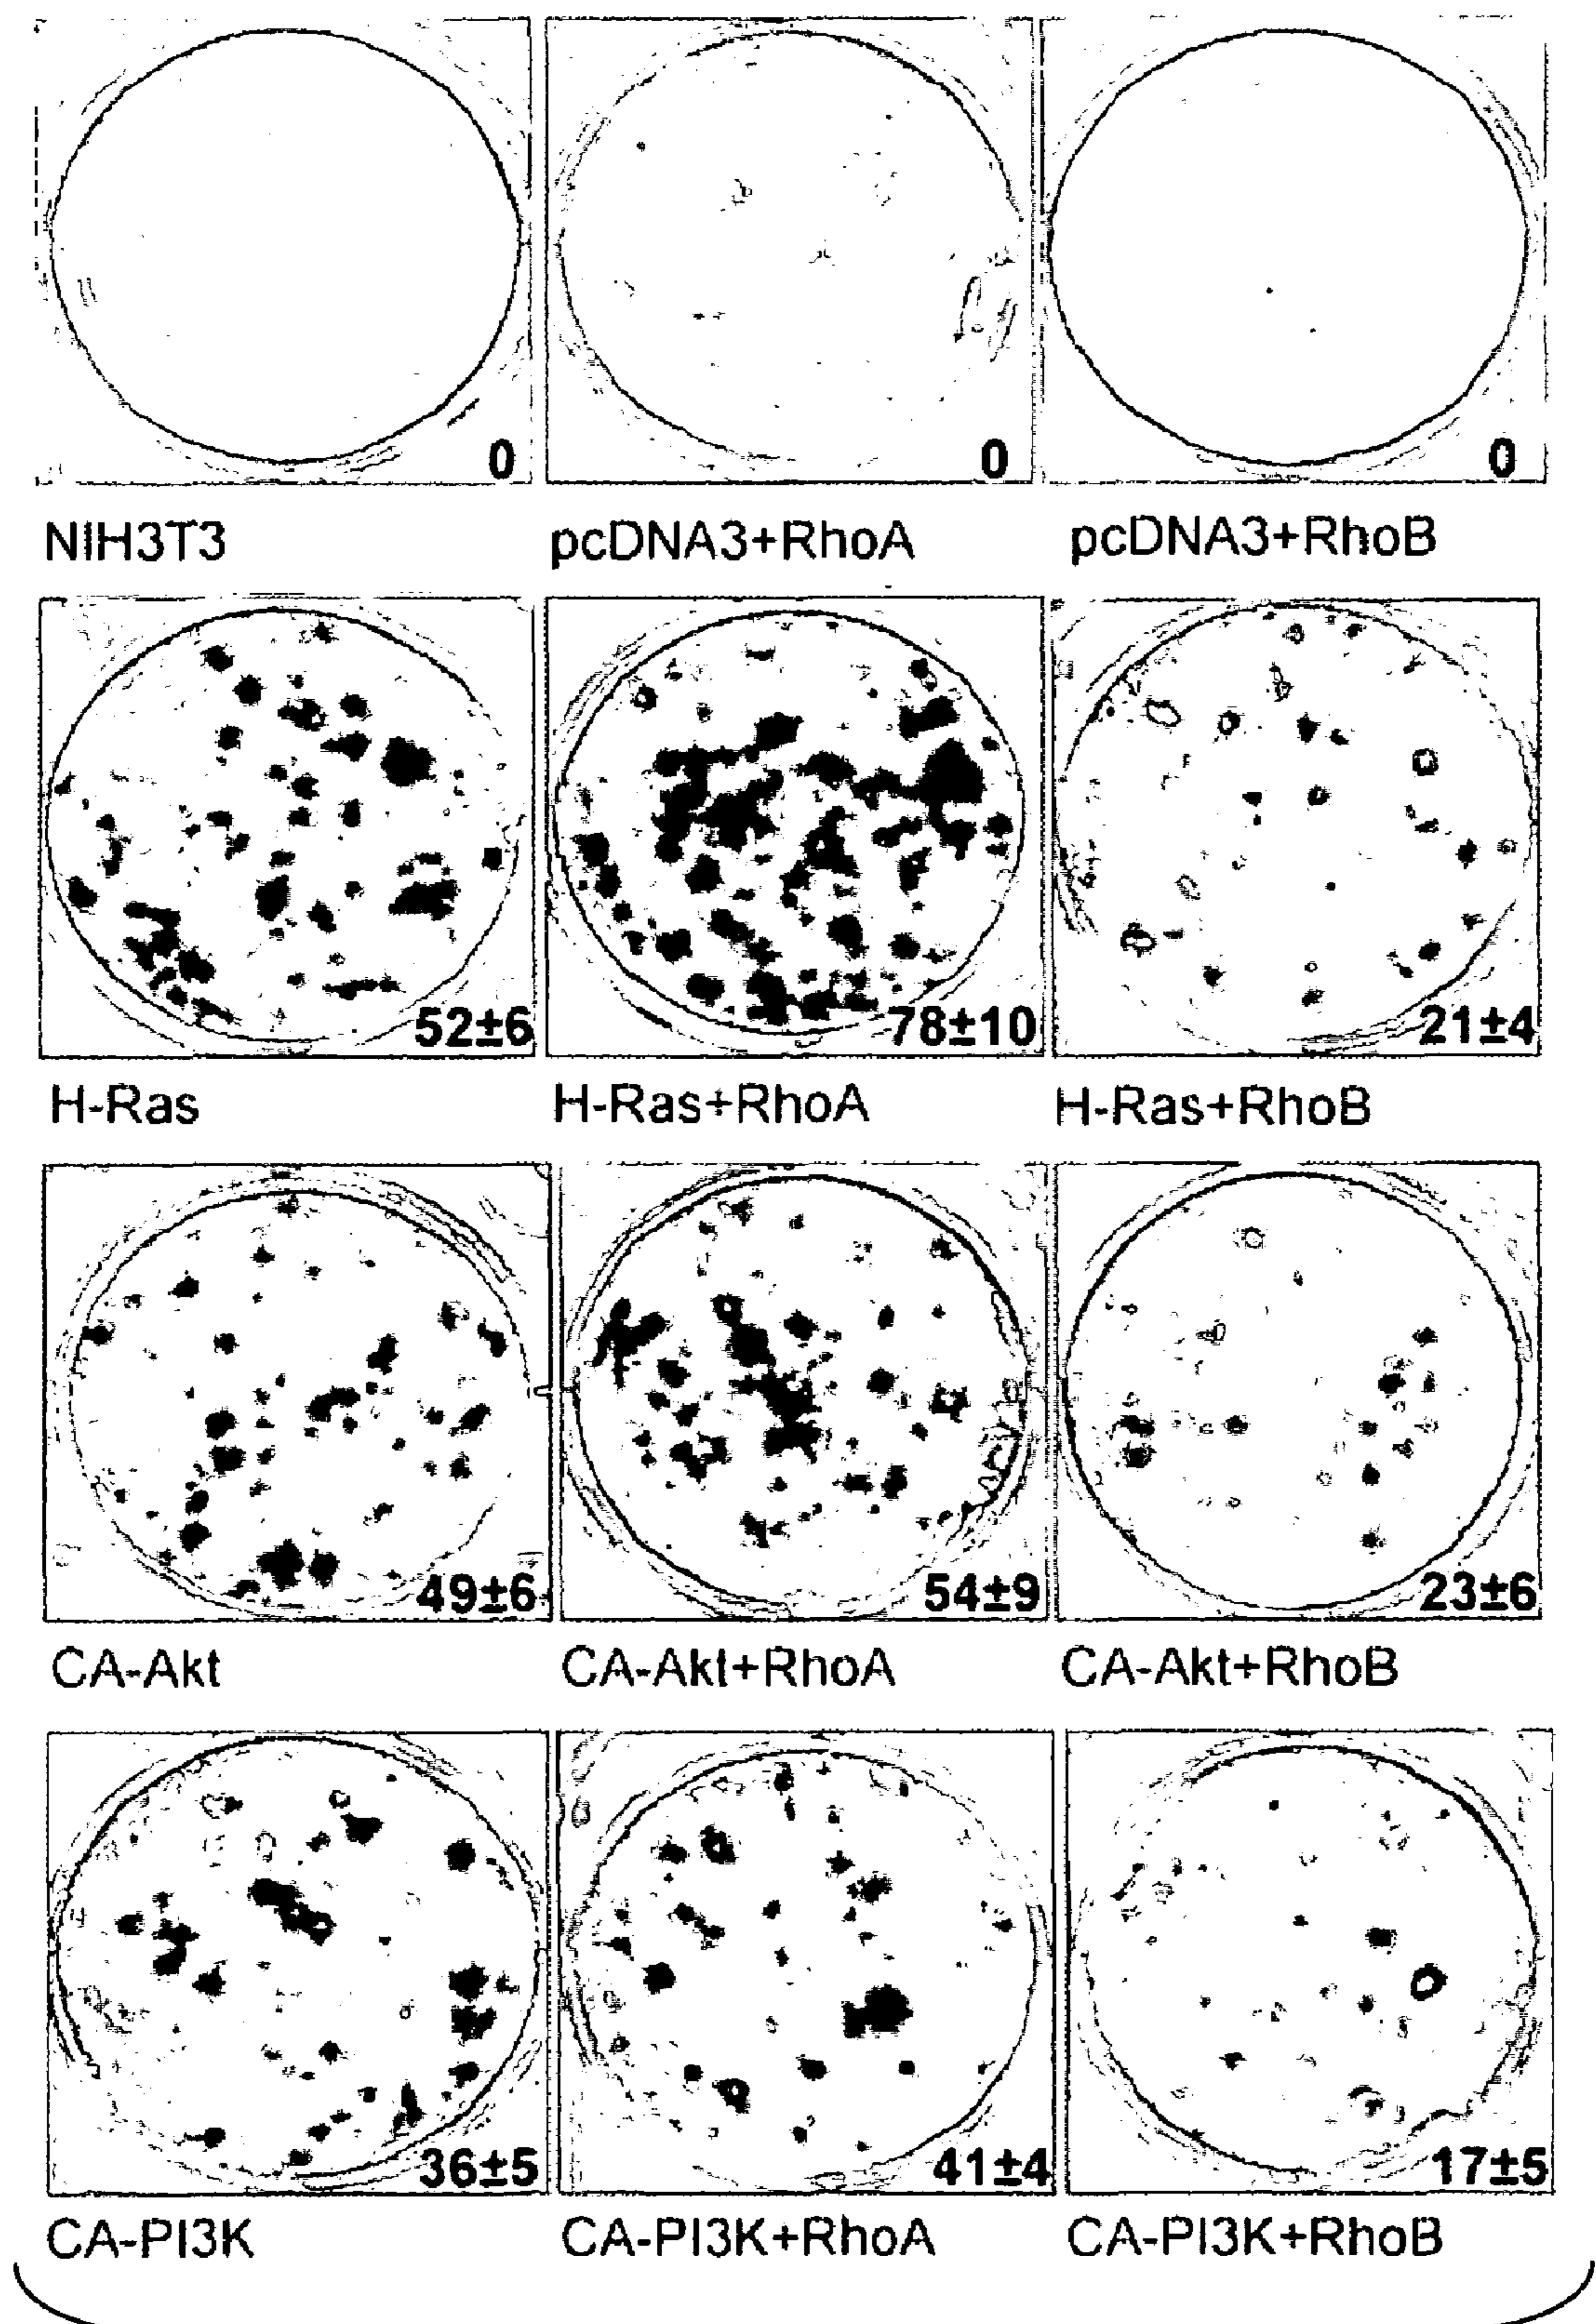 0 0 0
NIH3T3 pcDNA3+RhoA pcDNA3+RhoB
52±6 78±10 21±4
H-Ras H-Ras+RhoA H-Ras+RhoB
49±6 54±9 23±6
CA-Akt CA-Akt+RhoA CA-Akt+RhoB
36±5 41±4 17±5
CA-PI3K CA-PI3K+RhoA CA-PI3K+RhoB